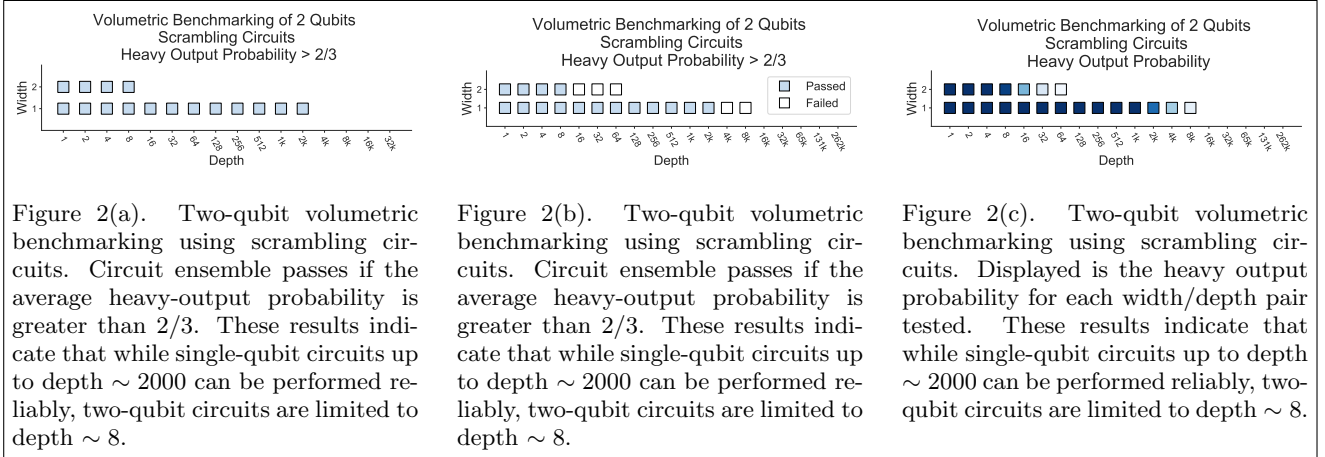 Volumetric Benchmarking of 2 Qubits
Scrambling Circuits
Heavy Output Probability > 2/3
Width
2
1
1 2 4 8 16 32 64 128 256 512 1k 2k 4k 8k 16k 32k
Depth
Figure 2(a). Two-qubit volumetric
benchmarking using scrambling cir-
cuits. Circuit ensemble passes if the
average heavy-output probability is
greater than 2/3. These results indi-
cate that while single-qubit circuits up
to depth ∼ 2000 can be performed re-
liably, two-qubit circuits are limited to
depth ∼ 8.
Volumetric Benchmarking of 2 Qubits
Scrambling Circuits
Heavy Output Probability > 2/3
Width
2
1
Passed
Failed
1 2 4 8 16 32 64 128 256 512 1k 2k 4k 8k 16k 32k 65k 131k 262k
Depth
Figure 2(b). Two-qubit volumetric
benchmarking using scrambling cir-
cuits. Circuit ensemble passes if the
average heavy-output probability is
greater than 2/3. These results indi-
cate that while single-qubit circuits up
to depth ∼ 2000 can be performed re-
liably, two-qubit circuits are limited to
depth ∼ 8.
Volumetric Benchmarking of 2 Qubits
Scrambling Circuits
Heavy Output Probability
Width
2
1
1 2 4 8 16 32 64 128 256 512 1k 2k 4k 8k 16k 32k 65k 131k 262k
Depth
Figure 2(c). Two-qubit volumetric
benchmarking using scrambling cir-
cuits. Displayed is the heavy output
probability for each width/depth pair
tested. These results indicate that
while single-qubit circuits up to depth
∼ 2000 can be performed reliably, two-
qubit circuits are limited to depth ∼ 8.